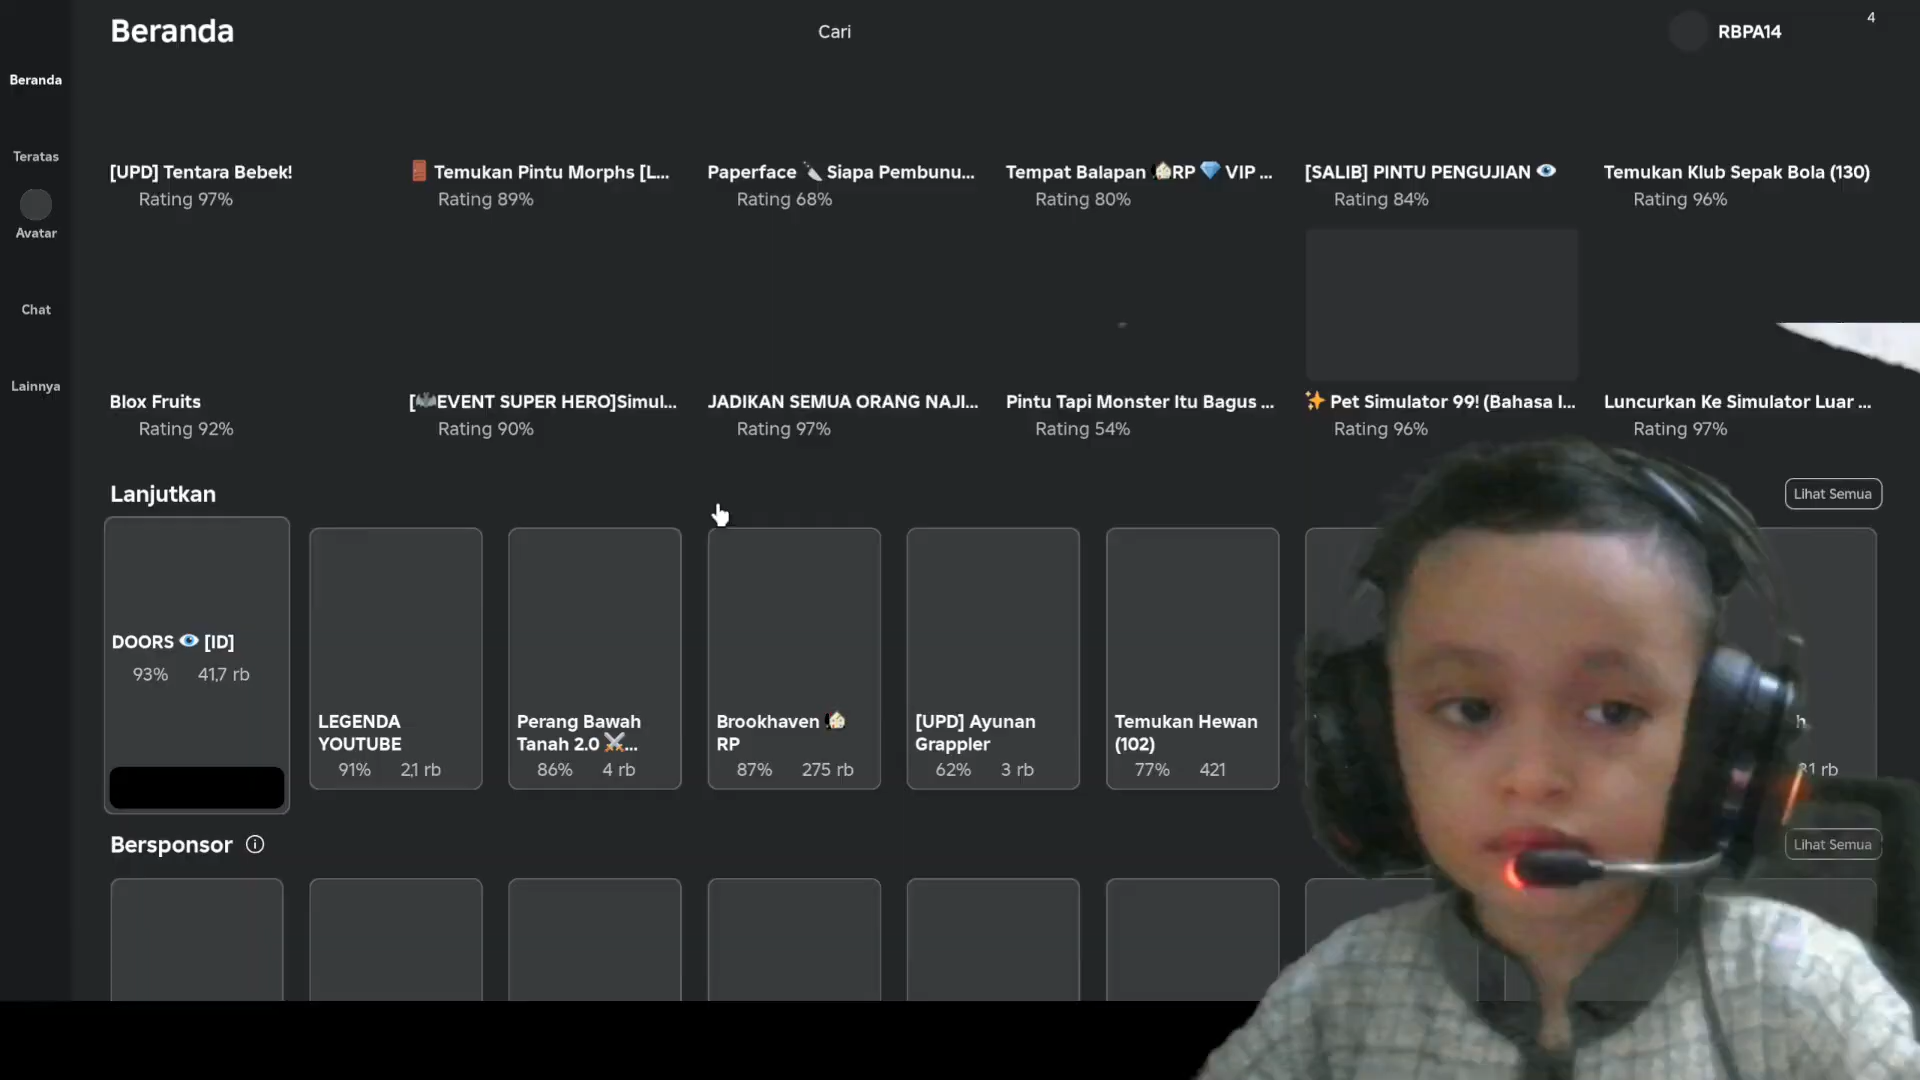 Beranda
Cari
RBPA14
4
Beranda
Teratas
Avatar
Chat
Lainnya
[UPD] Tentara Bebek!
Rating 97%
Temukan Pintu Morphs [L...
Rating 89%
Paperface 🔪 Siapa Pembunu...
Rating 68%
Tempat Balapan 🏠RP 💎 VIP ...
Rating 80%
[SALIB] PINTU PENGUJIAN 👁️
Rating 84%
Temukan Klub Sepak Bola (130)
Rating 96%
Blox Fruits
Rating 92%
[🦇EVENT SUPER HERO]Simul...
Rating 90%
JADIKAN SEMUA ORANG NAJI...
Rating 97%
Pintu Tapi Monster Itu Bagus ...
Rating 54%
✨ Pet Simulator 99! (Bahasa I...
Rating 96%
Luncurkan Ke Simulator Luar ...
Rating 97%
Lanjutkan
Lihat Semua
DOORS 👁️ [ID]
93% 41,7 rb
LEGENDA
YOUTUBE
91% 2,1 rb
Perang Bawah
Tanah 2.0 ⚔️...
86% 4 rb
Brookhaven 🏠
RP
87% 275 rb
[UPD] Ayunan
Grappler
62% 3 rb
Temukan Hewan
(102)
77% 421
Bersponsor
Lihat Semua